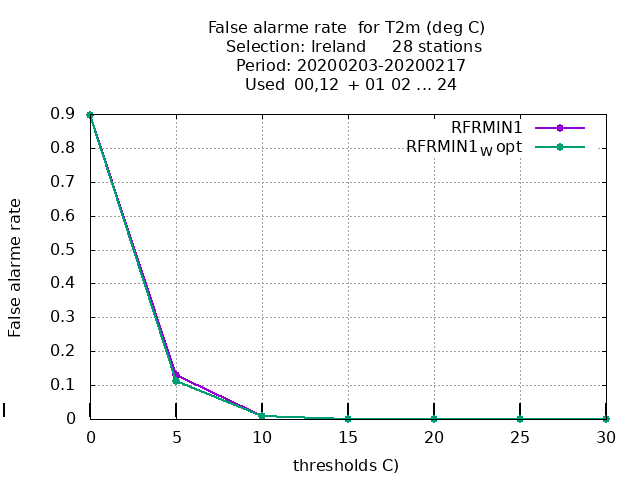 False alarme rate for T2m (deg C)
Selection: Ireland 28 stations
Period: 20200203-20200217
Used 00,12 + 01 02 ... 24
RFRMIN1
RFRMIN1W opt
False alarme rate
0.9
0.8
0.7
0.6
0.5
0.4
0.3
0.2
0.1
0
0 5 10 15 20 25 30
thresholds C)